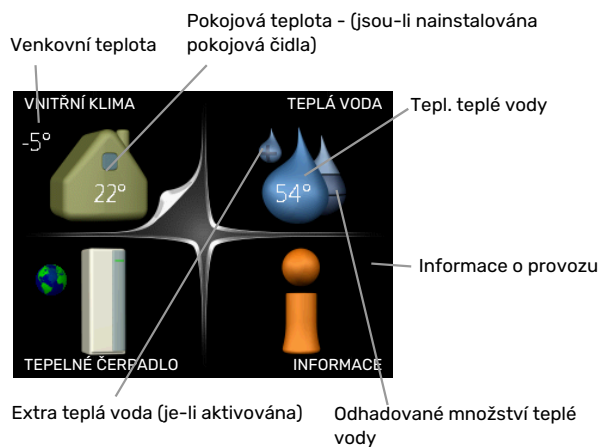 Pokojová teplota - (jsou-li nainstalována
pokojová čidla)
Venkovní teplota
VNITŘNÍ KLIMA
TEPLÁ VODA
Tepl. teplé vody
-5°
22°
54°
Informace o provozu
TEPELNÉ ČERPADLO
INFORMACE
Extra teplá voda (je-li aktivována)
Odhadované množství teplé
vody